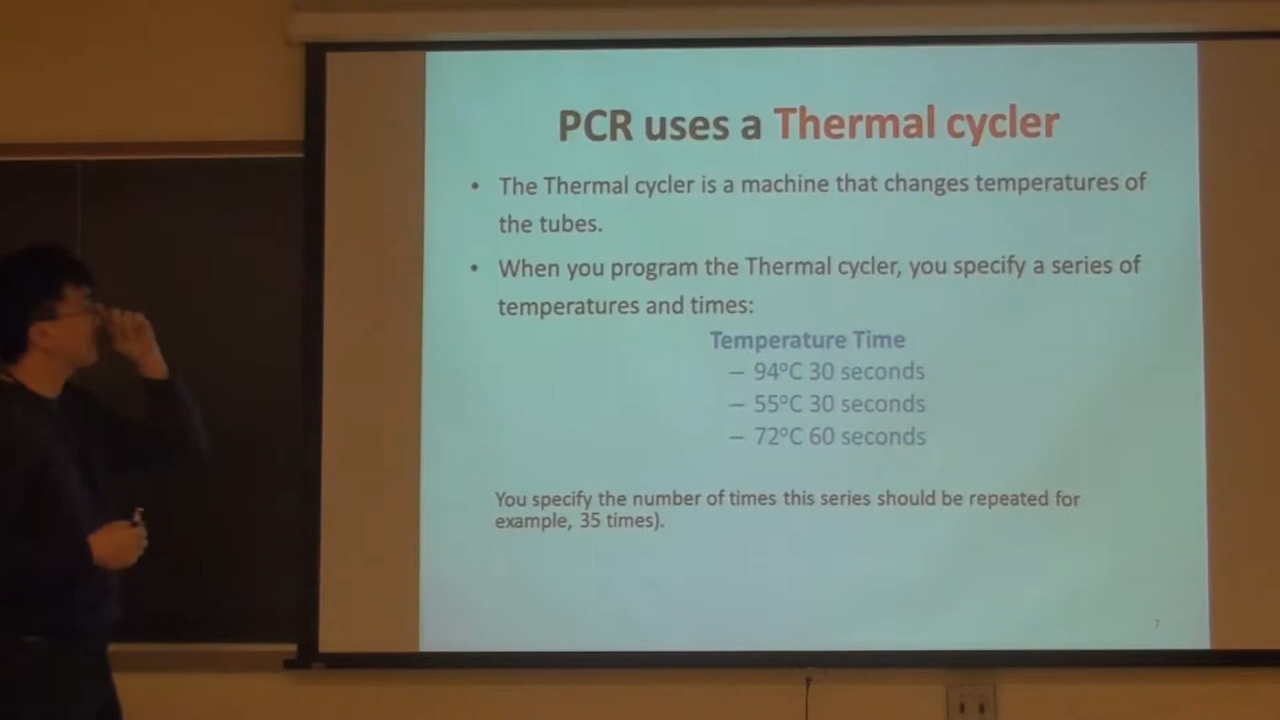 PCR uses a Thermal cycler
• The Thermal cycler is a machine that changes temperatures of
the tubes.
• When you program the Thermal cycler, you specify a series of
temperatures and times:
Temperature Time
– 94ºC 30 seconds
– 55ºC 30 seconds
– 72ºC 60 seconds
You specify the number of times this series should be repeated for
example, 35 times).
7